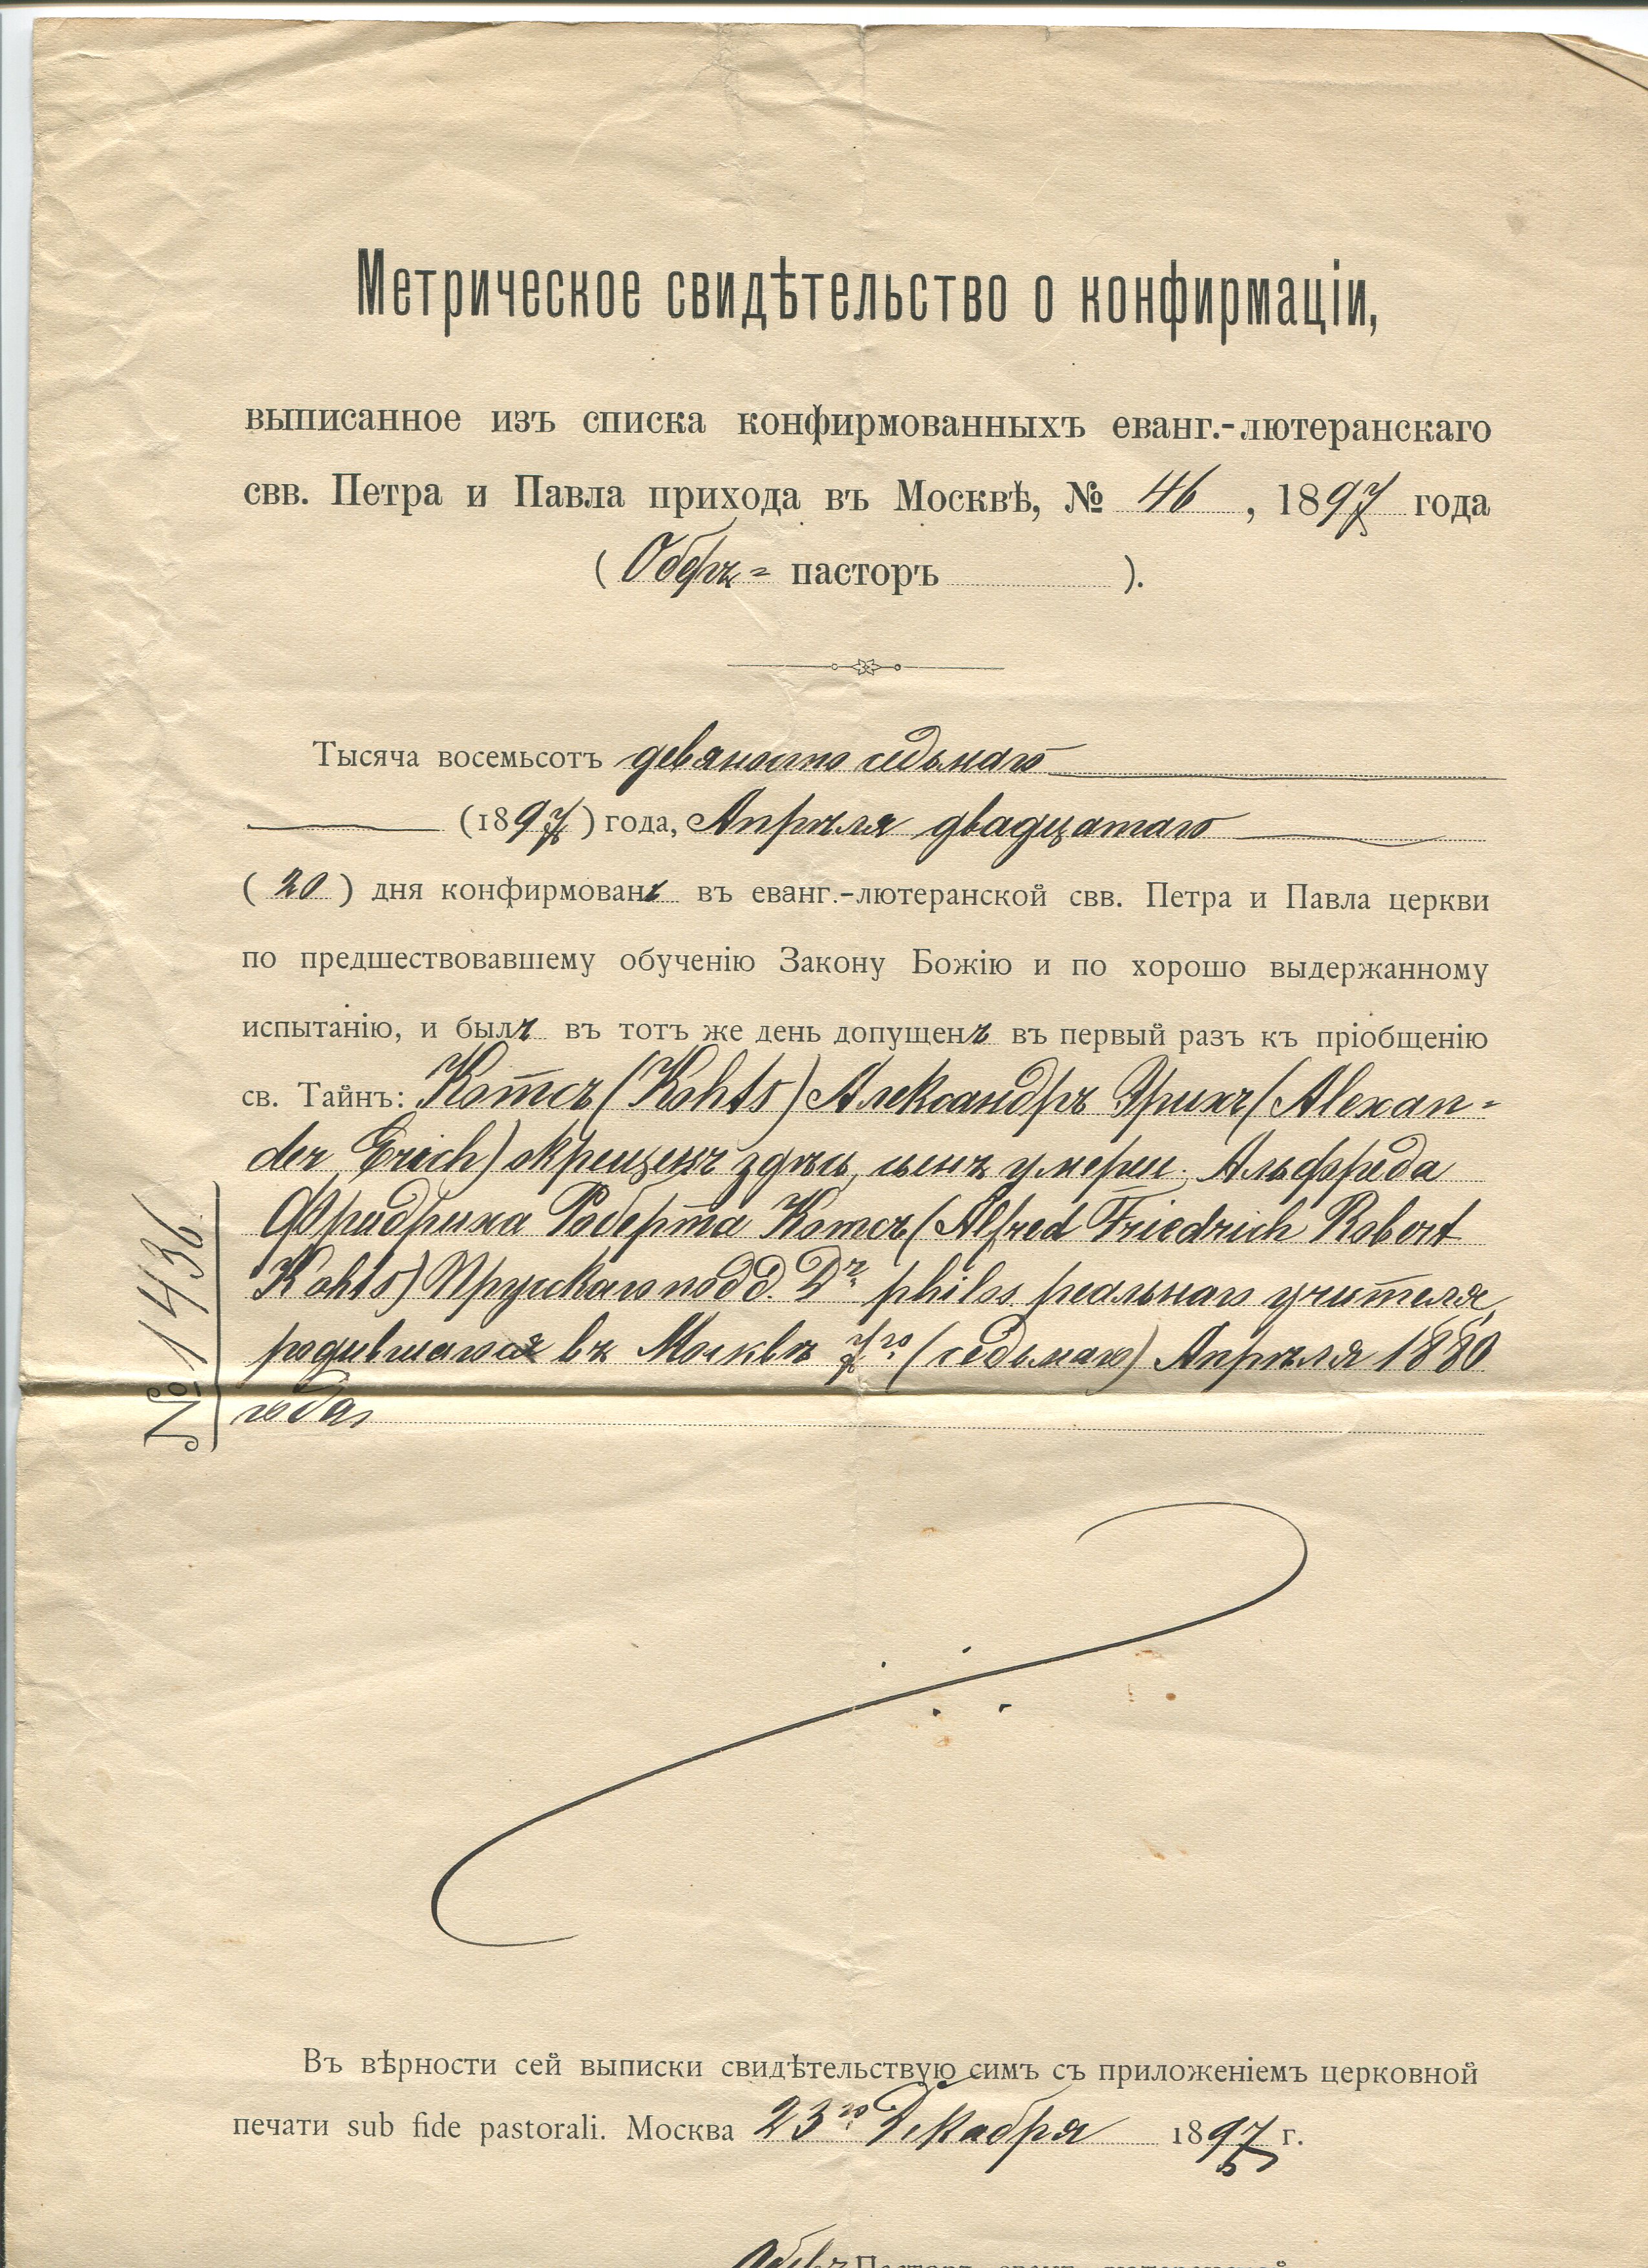 Метрическое свидѣтельство о конфирмаціи,
выписанное изъ списка конфирмованныхъ еванг.-лютеранскаго
свв. Петра и Павла прихода въ Москвѣ, № 46, 1897 года
(Оберъ= пасторъ ).
Тысяча восемьсотъ девяносто седьмаго
(1897) года, Апрѣля двадцатаго
(20) дня конфирмованъ въ еванг.-лютеранской свв. Петра и Павла церкви
по предшествовавшему обученію Закону Божію и по хорошо выдержанному
испытанію, и былъ въ тотъ же день допущенъ въ первый разъ къ пріобщенію
св. Тайнъ: Котсъ (Kohts) Александръ Эрихъ (Alexan=
der Erich) окрещенъ здѣсь, сынъ умерш. Альфреда
Фридриха Роберта Котсъ (Alfred Friedrich Robert
Kohts) Прусскаго подд. Dr. philos. реальнаго учителя,
родившагося въ Москвѣ 7го (седьмаго) Апрѣля 1880
года,
№ 1436
Въ вѣрности сей выписки свидѣтельствую симъ съ приложеніемъ церковной
печати sub fide pastorali. Москва 23го Декабря 1897 г.